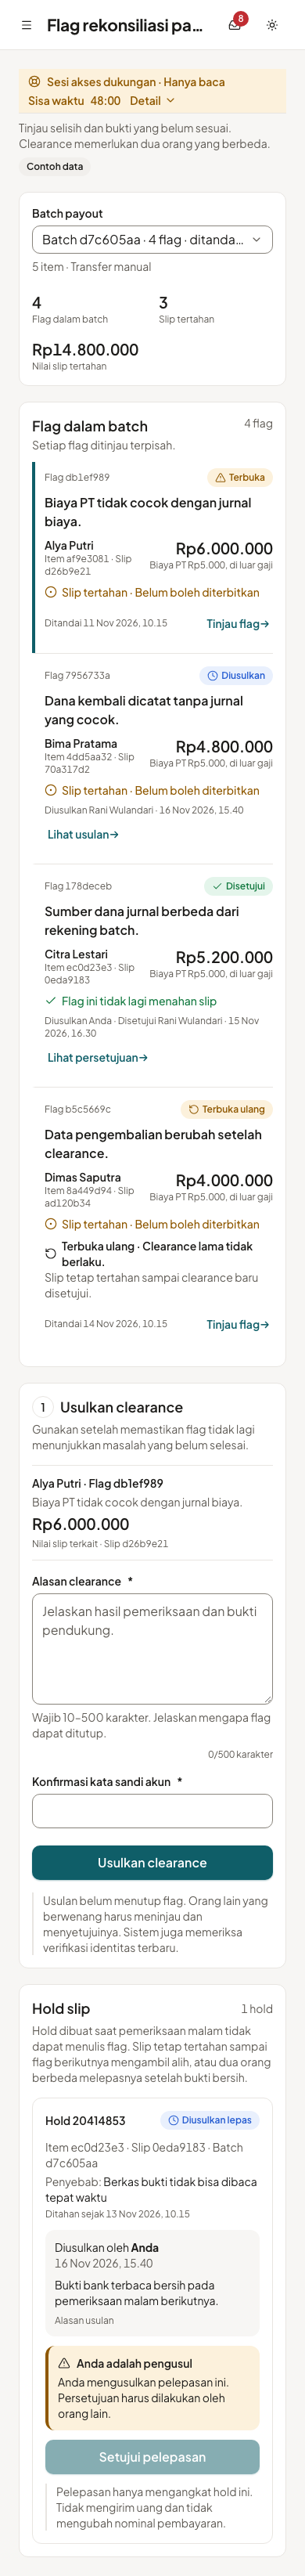 Flag rekonsiliasi pa...
8
Sesi akses dukungan · Hanya baca
Sisa waktu 48:00 Detail
Tinjau selisih dan bukti yang belum sesuai.
Clearance memerlukan dua orang yang berbeda.
Contoh data
Batch payout
Batch d7c605aa · 4 flag · ditanda...
5 item · Transfer manual
4
Flag dalam batch
3
Slip tertahan
Rp14.800.000
Nilai slip tertahan
Flag dalam batch
4 flag
Setiap flag ditinjau terpisah.
Flag db1ef989
Terbuka
Biaya PT tidak cocok dengan jurnal
biaya.
Alya Putri
Item af9e3081 · Slip
d26b9e21
Rp6.000.000
Biaya PT Rp5.000, di luar gaji
Slip tertahan · Belum boleh diterbitkan
Ditandai 11 Nov 2026, 10.15
Tinjau flag→
Flag 7956733a
Diusulkan
Dana kembali dicatat tanpa jurnal
yang cocok.
Bima Pratama
Item 4dd5aa32 · Slip
70a317d2
Rp4.800.000
Biaya PT Rp5.000, di luar gaji
Slip tertahan · Belum boleh diterbitkan
Diusulkan Rani Wulandari · 16 Nov 2026, 15.40
Lihat usulan→
Flag 178deceb
Disetujui
Sumber dana jurnal berbeda dari
rekening batch.
Citra Lestari
Item ec0d23e3 · Slip
0eda9183
Rp5.200.000
Biaya PT Rp5.000, di luar gaji
Flag ini tidak lagi menahan slip
Diusulkan Anda · Disetujui Rani Wulandari · 15 Nov
2026, 16.30
Lihat persetujuan→
Flag b5c5669c
Terbuka ulang
Data pengembalian berubah setelah
clearance.
Dimas Saputra
Item 8a449d94 · Slip
ad120b34
Rp4.000.000
Biaya PT Rp5.000, di luar gaji
Slip tertahan · Belum boleh diterbitkan
Terbuka ulang · Clearance lama tidak
berlaku.
Slip tetap tertahan sampai clearance baru
disetujui.
Ditandai 14 Nov 2026, 10.15
Tinjau flag→
1 Usulkan clearance
Gunakan setelah memastikan flag tidak lagi
menunjukkan masalah yang belum selesai.
Alya Putri · Flag db1ef989
Biaya PT tidak cocok dengan jurnal biaya.
Rp6.000.000
Nilai slip terkait · Slip d26b9e21
Alasan clearance *
Jelaskan hasil pemeriksaan dan bukti
pendukung.
Wajib 10–500 karakter. Jelaskan mengapa flag
dapat ditutup.
0/500 karakter
Konfirmasi kata sandi akun *
Usulkan clearance
Usulan belum menutup flag. Orang lain yang
berwenang harus meninjau dan
menyetujuinya. Sistem juga memeriksa
verifikasi identitas terbaru.
Hold slip
1 hold
Hold dibuat saat pemeriksaan malam tidak
dapat menulis flag. Slip tetap tertahan sampai
flag berikutnya mengambil alih, atau dua orang
berbeda melepasnya setelah bukti bersih.
Hold 20414853
Diusulkan lepas
Item ec0d23e3 · Slip 0eda9183 · Batch
d7c605aa
Penyebab: Berkas bukti tidak bisa dibaca
tepat waktu
Ditahan sejak 13 Nov 2026, 10.15
Diusulkan oleh Anda
16 Nov 2026, 15.40
Bukti bank terbaca bersih pada
pemeriksaan malam berikutnya.
Alasan usulan
Anda adalah pengusul
Anda mengusulkan pelepasan ini.
Persetujuan harus dilakukan oleh
orang lain.
Setujui pelepasan
Pelepasan hanya mengangkat hold ini.
Tidak mengirim uang dan tidak
mengubah nominal pembayaran.